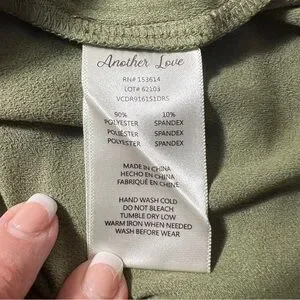 Another Love
RN# 153614
LOT# 62103
VCDR916151DRS
90% 10%
POLYESTER SPANDEX
POLIÉSTER SPANDEX
POLYESTER SPANDEX
MADE IN CHINA
HECHO EN CHINA
FABRIQUÉ EN CHINE
HAND WASH COLD
DO NOT BLEACH
TUMBLE DRY LOW
WARM IRON WHEN NEEDED
WASH BEFORE WEAR